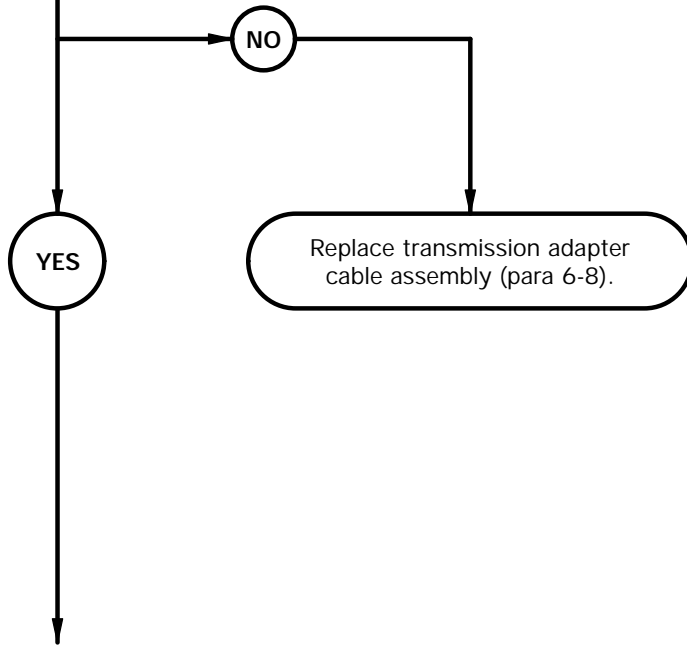 NO
YES
Replace transmission adapter
cable assembly (para 6-8).